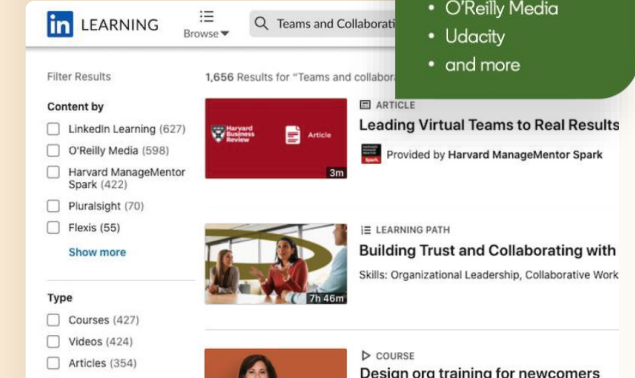 • O'Reilly Media
• Udacity
• and more
in LEARNING
Browse
Teams and Collaborati
Filter Results
1,656 Results for "Teams and collabora
Content by
LinkedIn Learning (627)
O'Reilly Media (598)
Harvard ManageMentor
Spark (422)
Pluralsight (70)
Flexis (55)
Show more
Type
Courses (427)
Videos (424)
Articles (354)
Harvard
Business
Review
Article
3m
ARTICLE
Leading Virtual Teams to Real Results
Provided by Harvard ManageMentor Spark
7h 46m
LEARNING PATH
Building Trust and Collaborating with
Skills: Organizational Leadership, Collaborative Work
COURSE
Design org training for newcomers